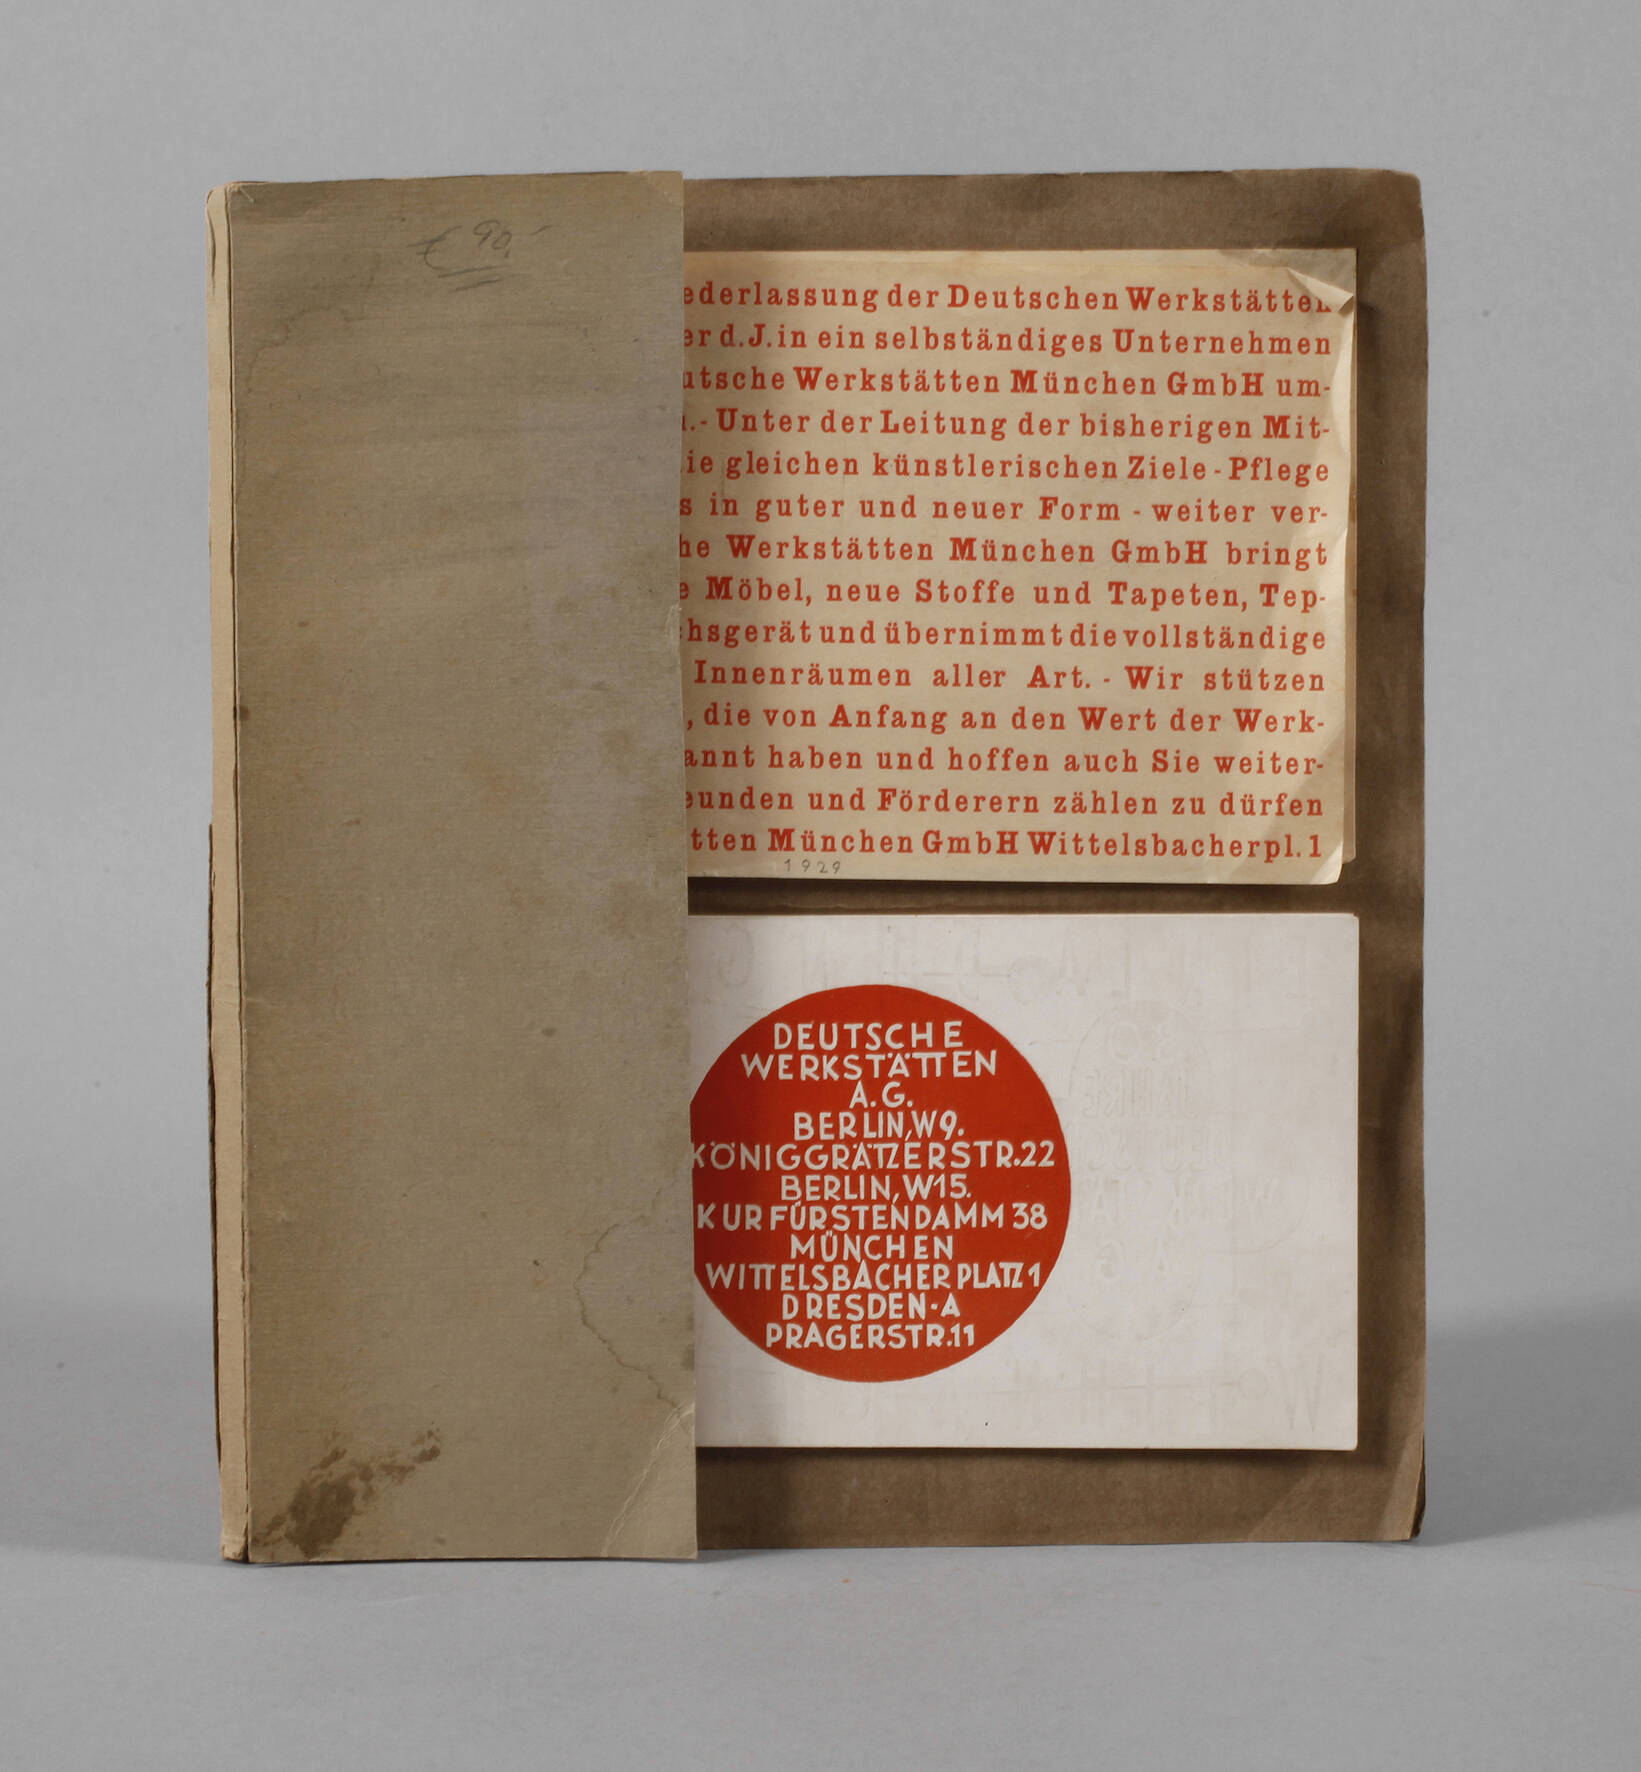 € 90.-
ederlassung der Deutschen Werkstätten
er d. J. in ein selbständiges Unternehmen
utsche Werkstätten München GmbH um-
.- Unter der Leitung der bisherigen Mit-
ie gleichen künstlerischen Ziele - Pflege
s in guter und neuer Form - weiter ver-
he Werkstätten München GmbH bringt
e Möbel, neue Stoffe und Tapeten, Tep-
hsgerät und übernimmt die vollständige
Innenräumen aller Art. - Wir stützen
, die von Anfang an den Wert der Werk-
annt haben und hoffen auch Sie weiter-
eunden und Förderern zählen zu dürfen
tten München GmbH Wittelsbacherpl. 1
1929
DEUTSCHE
WERKSTÄTTEN
A.G.
BERLIN, W9.
KÖNIGGRÄTZERSTR.22
BERLIN, W15.
KURFÜRSTENDAMM 38
MÜNCHEN
WITTELSBACHER PLATZ 1
DRESDEN-A
PRAGERSTR.11